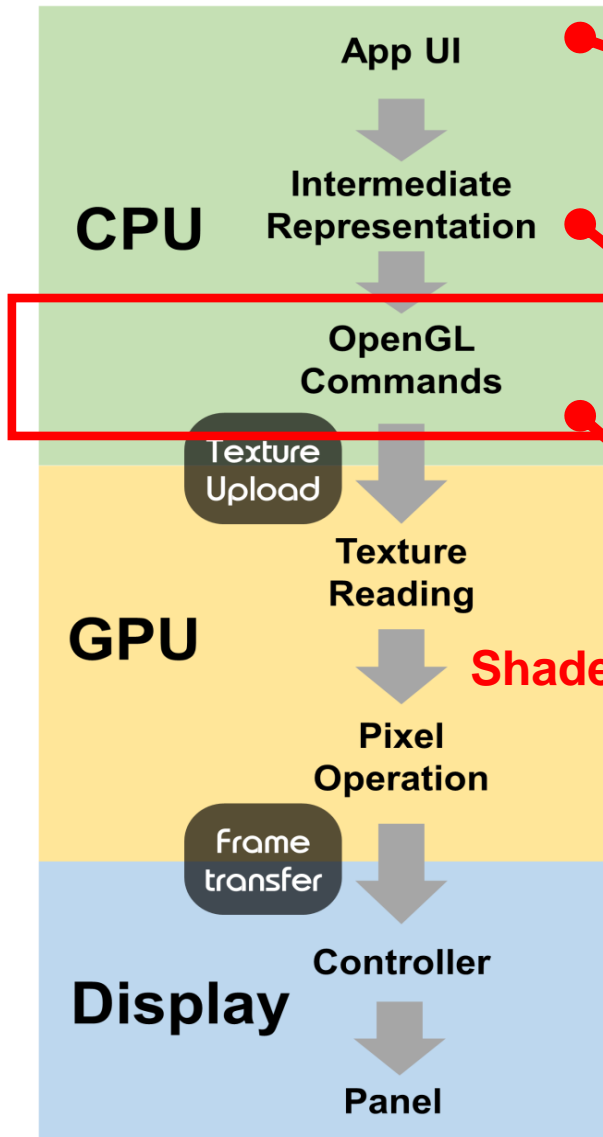 App UI
CPU
Intermediate
Representation
OpenGL
Commands
Texture
Upload
Texture
Reading
GPU
Shade
Pixel
Operation
Frame
transfer
Controller
Display
Panel